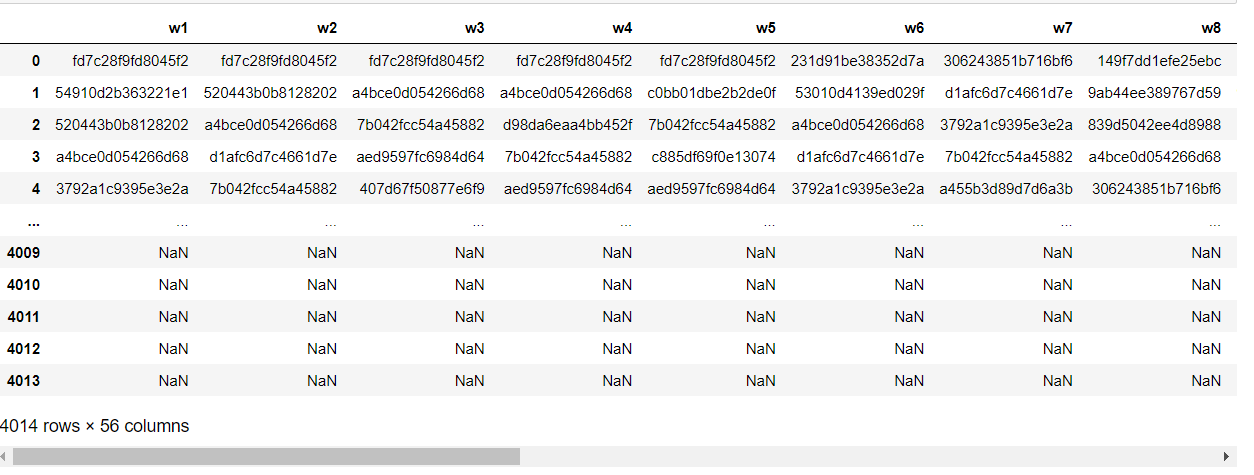 w1 w2 w3 w4 w5 w6 w7 w8
0 fd7c28f9fd8045f2 fd7c28f9fd8045f2 fd7c28f9fd8045f2 fd7c28f9fd8045f2 fd7c28f9fd8045f2 231d91be38352d7a 306243851b716bf6 149f7dd1efe25ebc
1 54910d2b363221e1 520443b0b8128202 a4bce0d054266d68 a4bce0d054266d68 c0bb01dbe2b2de0f 53010d4139ed029f d1afc6d7c4661d7e 9ab44ee389767d59
2 520443b0b8128202 a4bce0d054266d68 7b042fcc54a45882 d98da6eaa4bb452f 7b042fcc54a45882 a4bce0d054266d68 3792a1c9395e3e2a 839d5042ee4d8988
3 a4bce0d054266d68 d1afc6d7c4661d7e aed9597fc6984d64 7b042fcc54a45882 c885df69f0e13074 d1afc6d7c4661d7e 7b042fcc54a45882 a4bce0d054266d68
4 3792a1c9395e3e2a 7b042fcc54a45882 407d67f50877e6f9 aed9597fc6984d64 aed9597fc6984d64 3792a1c9395e3e2a a455b3d89d7d6a3b 306243851b716bf6
... ... ... ... ... ... ... ... ...
4009 NaN NaN NaN NaN NaN NaN NaN NaN
4010 NaN NaN NaN NaN NaN NaN NaN NaN
4011 NaN NaN NaN NaN NaN NaN NaN NaN
4012 NaN NaN NaN NaN NaN NaN NaN NaN
4013 NaN NaN NaN NaN NaN NaN NaN NaN
4014 rows × 56 columns